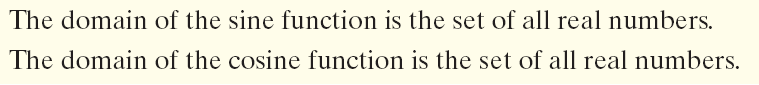 The domain of the sine function is the set of all real numbers.
The domain of the cosine function is the set of all real numbers.